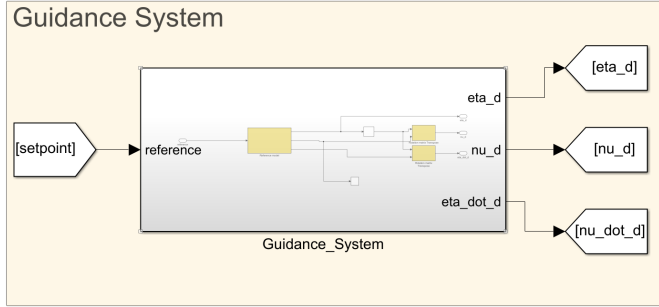 Guidance System
[setpoint]
reference
eta_d
nu_d
eta_dot_d
[eta_d]
[nu_d]
[nu_dot_d]
Guidance_System